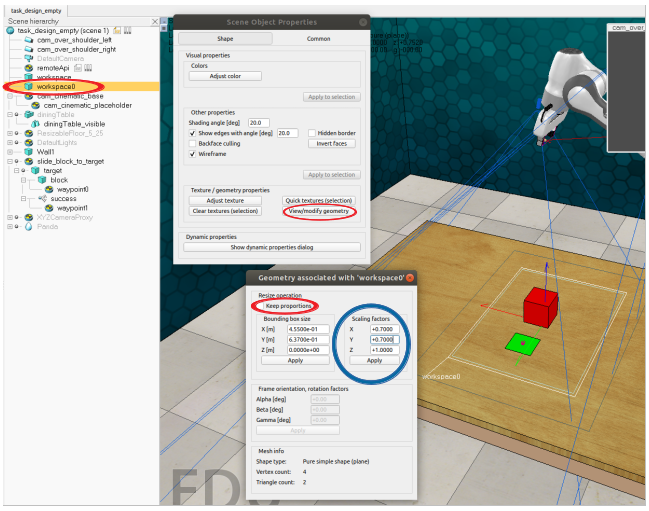 task_design_empty
Scene hierarchy
task_design_empty (scene 1)
cam_over_shoulder_left
cam_over_shoulder_right
DefaultCamera
remoteApi
workspace
workspace0
cam_cinematic_base
cam_cinematic_placeholder
diningTable
diningTable_visible
ResizableFloor_5_25
DefaultLights
Wall1
slide_block_to_target
target
block
waypoint0
success
waypoint1
XYZCameraProxy
Panda
Scene Object Properties
Shape
Common
Visual properties
Colors
Adjust color
Apply to selection
Other properties
Shading angle [deg] 20.0
Show edges with angle [deg] 20.0
Hidden border
Backface culling
Invert faces
Wireframe
Apply to selection
Texture / geometry properties
Adjust texture
Quick textures (selection)
Clear textures (selection)
View/modify geometry
Dynamic properties
Show dynamic properties dialog
cam_over_
Geometry associated with 'workspace0'
Resize operation
Keep proportions
Bounding box size
X [m] 4.5500e-01
Y [m] 6.3700e-01
Z [m] 0.0000e+00
Apply
Scaling factors
X +0.7000
Y +0.7000
Z +1.0000
Apply
Frame orientation, rotation factors
Alpha [deg] +0.00
Beta [deg] +0.00
Gamma [deg] +0.00
Apply
Mesh info
Shape type: Pure simple shape (plane)
Vertex count: 4
Triangle count: 2
workspace0
EDU